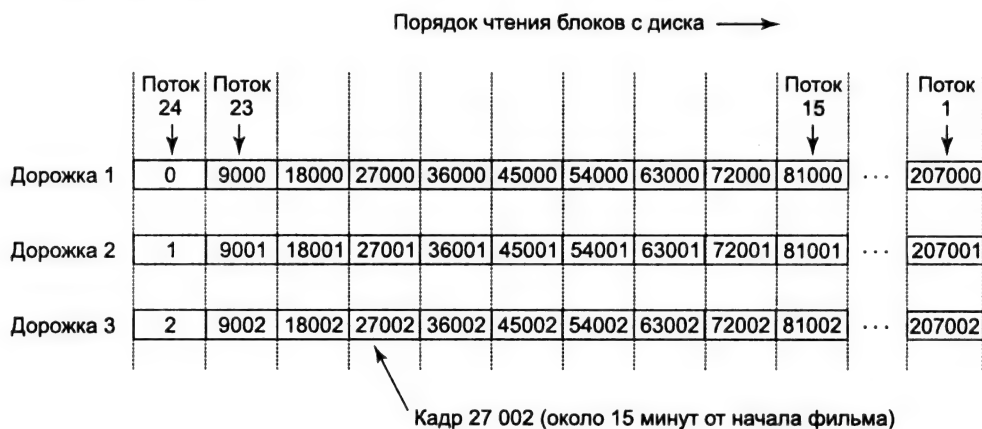 Порядок чтения блоков с диска
Поток 24 Поток 23 Поток 15 Поток 1
Дорожка 1 0 9000 18000 27000 36000 45000 54000 63000 72000 81000 ... 207000
Дорожка 2 1 9001 18001 27001 36001 45001 54001 63001 72001 81001 ... 207001
Дорожка 3 2 9002 18002 27002 36002 45002 54002 63002 72002 81002 ... 207002
Кадр 27 002 (около 15 минут от начала фильма)